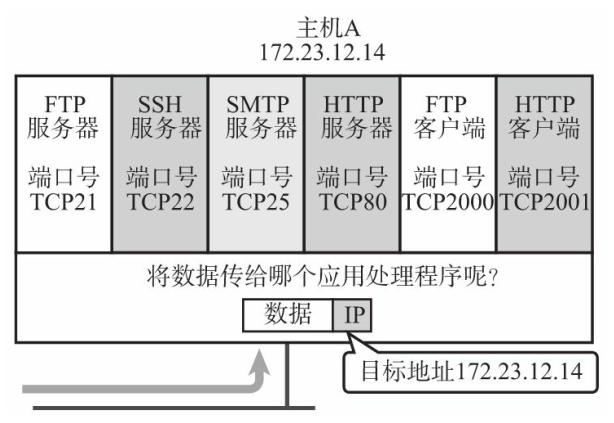 主机A
172.23.12.14
FTP
服务器
端口号
TCP21
SSH
服务器
端口号
TCP22
SMTP
服务器
端口号
TCP25
HTTP
服务器
端口号
TCP80
FTP
客户端
端口号
TCP2000
HTTP
客户端
端口号
TCP2001
将数据传给哪个应用处理程序呢?
数据 IP
目标地址172.23.12.14